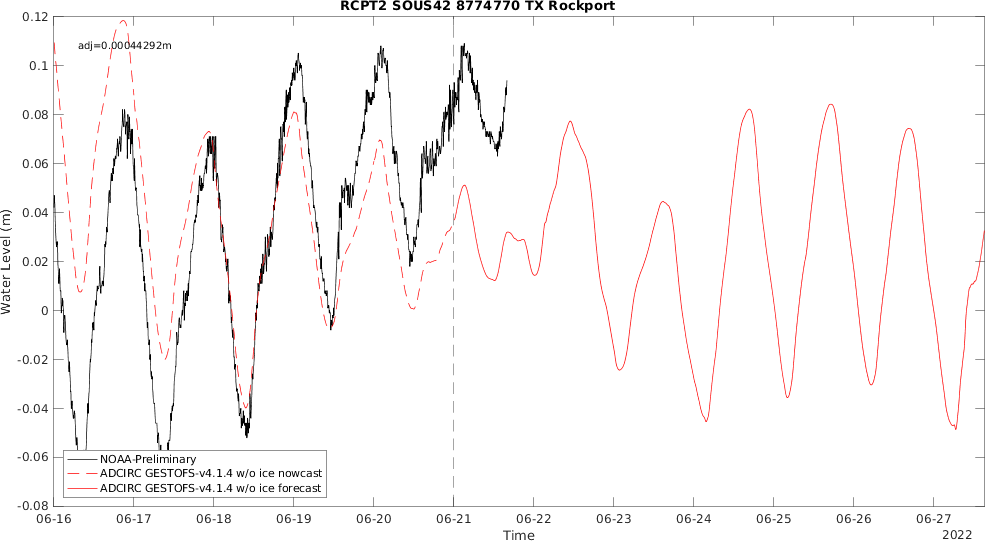 RCPT2 SOUS42 8774770 TX Rockport
adj=0.00044292m
0.12
0.1
0.08
0.06
0.04
0.02
0
-0.02
-0.04
-0.06
-0.08
Water Level (m)
NOAA-Preliminary
ADCIRC GESTOFS-v4.1.4 w/o ice nowcast
ADCIRC GESTOFS-v4.1.4 w/o ice forecast
06-16 06-17 06-18 06-19 06-20 06-21 06-22 06-23 06-24 06-25 06-26 06-27
Time
2022